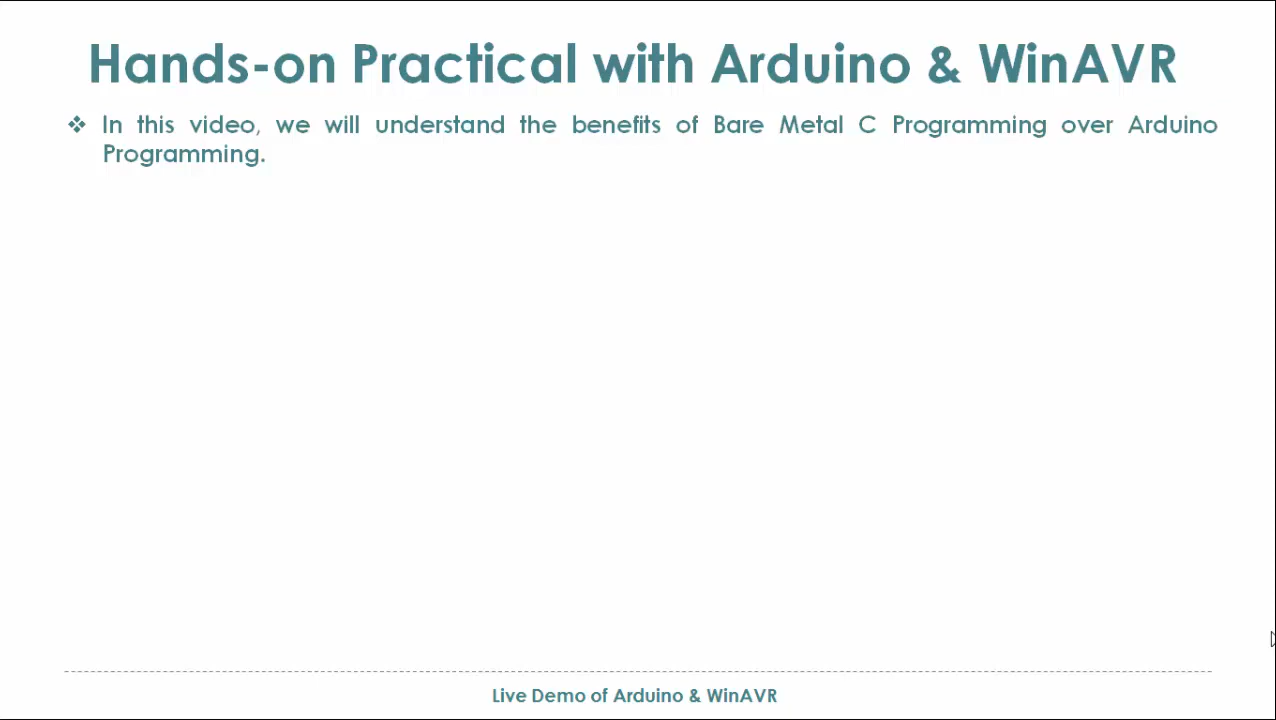 Hands-on Practical with Arduino & WinAVR
❖ In this video, we will understand the benefits of Bare Metal C Programming over Arduino
Programming.
Live Demo of Arduino & WinAVR